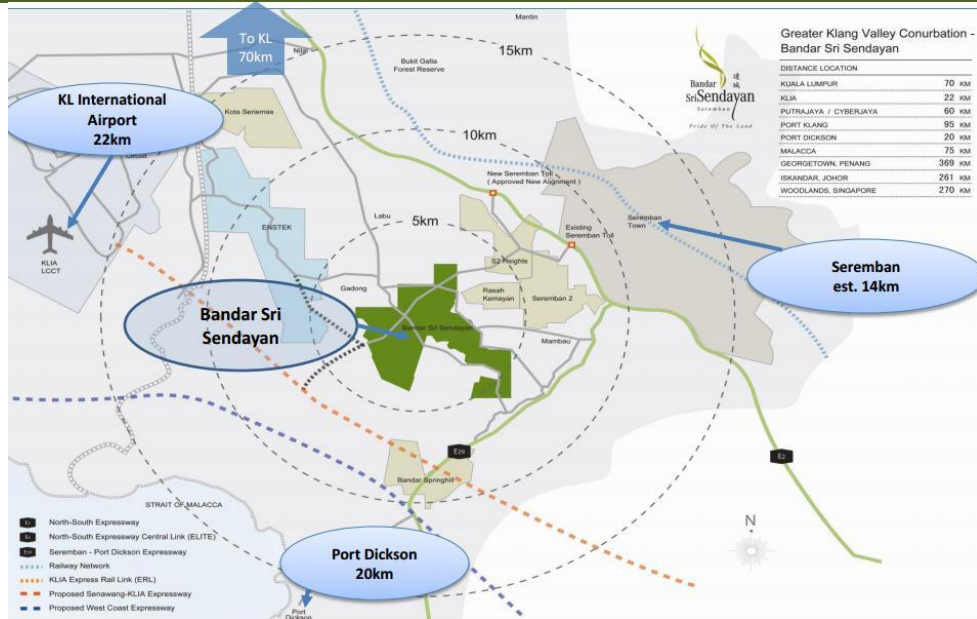 To KL
70km
Mantin
15km
Nilai
Bukit Galla
Forest Reserve
Bandar
Sri Sendayan
Seremban
Pride Of The Land
Greater Klang Valley Conurbation -
Bandar Sri Sendayan
DISTANCE LOCATION
KUALA LUMPUR 70 KM
KLIA 22 KM
PUTRAJAYA / CYBERJAYA 60 KM
PORT KLANG 95 KM
PORT DICKSON 20 KM
MALACCA 75 KM
GEORGETOWN, PENANG 369 KM
ISKANDAR, JOHOR 261 KM
WOODLANDS, SINGAPORE 270 KM
KL International
Airport
22km
Circuit
Kota Seriemas
10km
New Seremban Toll
( Approved New Alignment )
Labu
5km
Existing
Seremban Toll
Seremban
Town
ENSTEK
KLIA
LCCT
S2 Heights
Seremban
est. 14km
Gadong
Rasah
Kemayan
Seremban 2
Bandar Sri
Sendayan
Bandar Sri Sendayan
Mambau
E29
E2
Bandar Springhill
STRAIT OF MALACCA
N
E2 North-South Expressway
North-South Expressway Central Link (ELITE)
E29 Seremban - Port Dickson Expressway
Railway Network
KLIA Express Rail Link (ERL)
Proposed Senawang-KLIA Expressway
Proposed West Coast Expressway
Port Dickson
20km
Port
Dickson